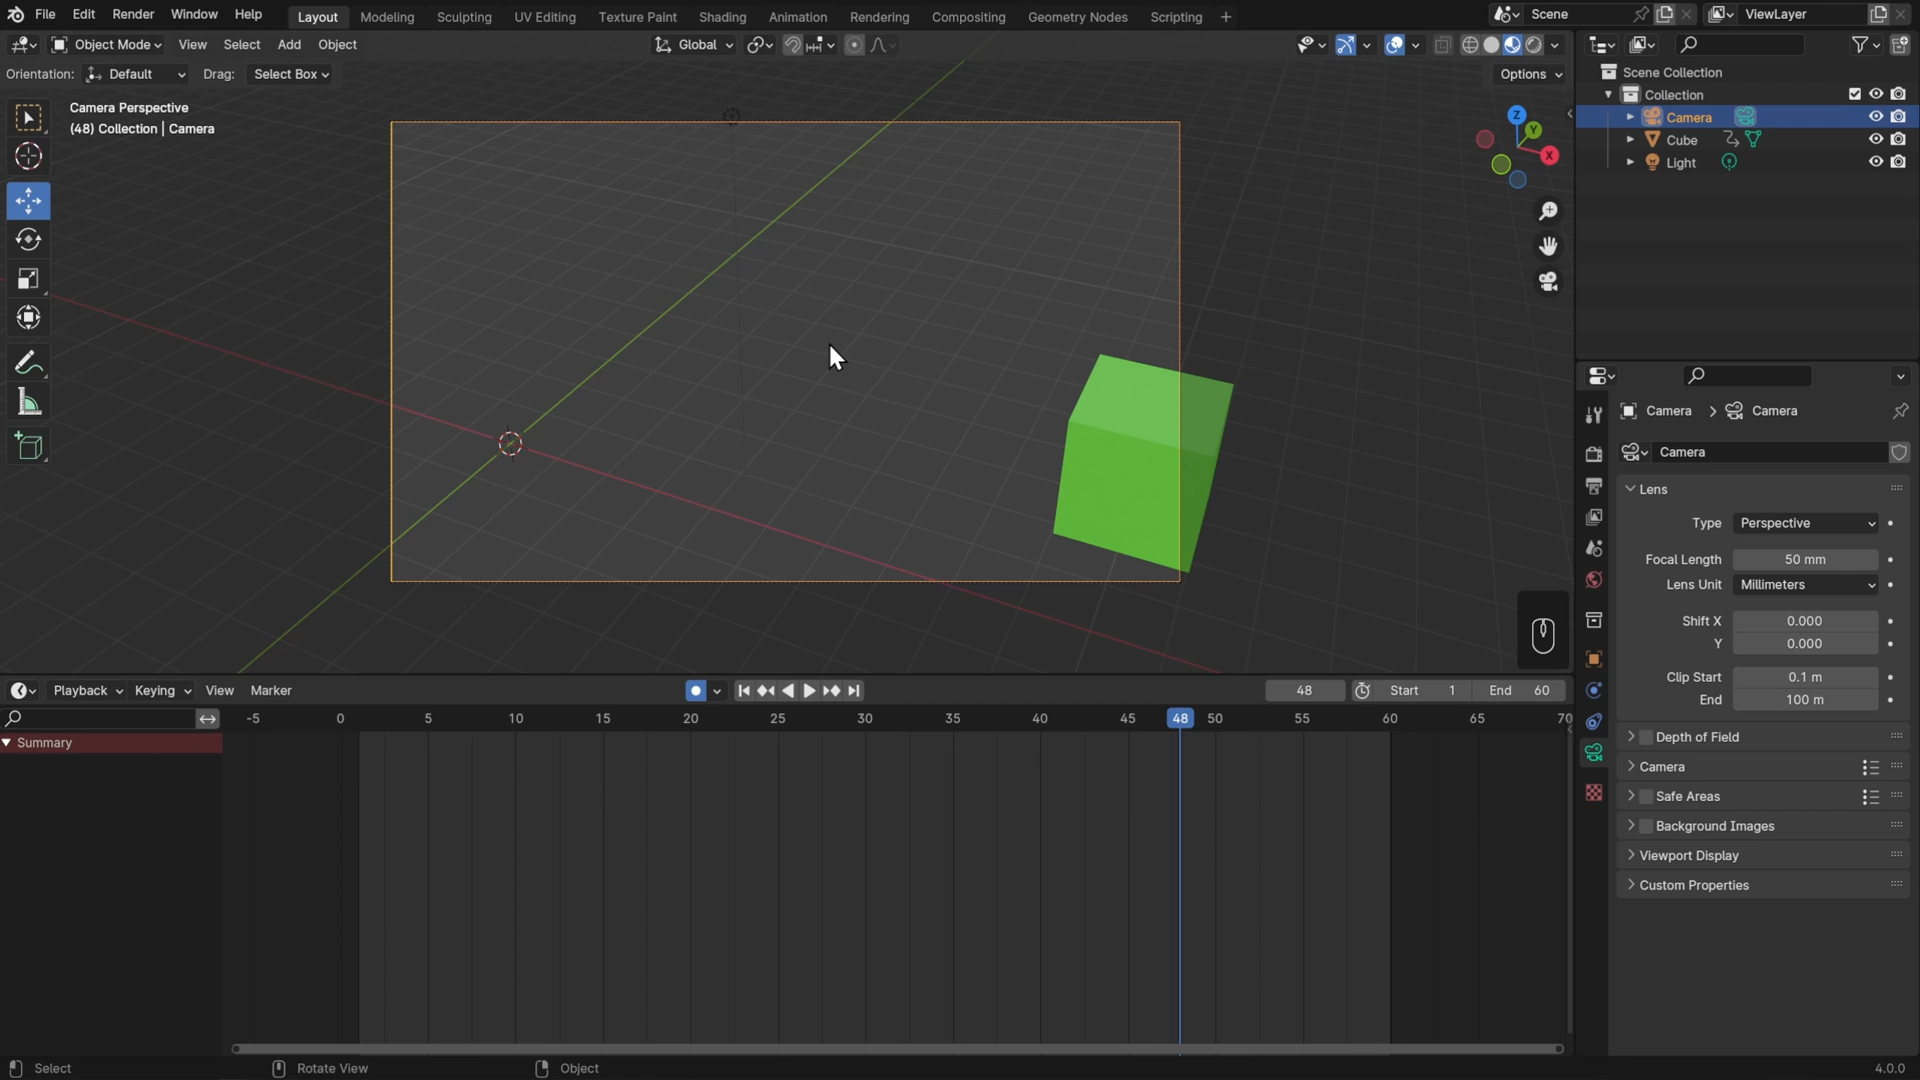 File Edit Render Window Help Layout Modeling Sculpting UV Editing Texture Paint Shading Animation Rendering Compositing Geometry Nodes Scripting + Scene ViewLayer
Object Mode View Select Add Object Global
Orientation: Default Drag: Select Box Options
Camera Perspective
(48) Collection | Camera
Z
Y
X
Scene Collection
Collection
Camera
Cube
Light
Camera > Camera
Camera
Lens
Type Perspective
Focal Length 50 mm
Lens Unit Millimeters
Shift X 0.000
Y 0.000
Clip Start 0.1 m
End 100 m
Depth of Field
Camera
Safe Areas
Background Images
Viewport Display
Custom Properties
Playback Keying View Marker 48 Start 1 End 60
-5 0 5 10 15 20 25 30 35 40 45 48 50 55 60 65 70
Summary
Select Rotate View Object 4.0.0